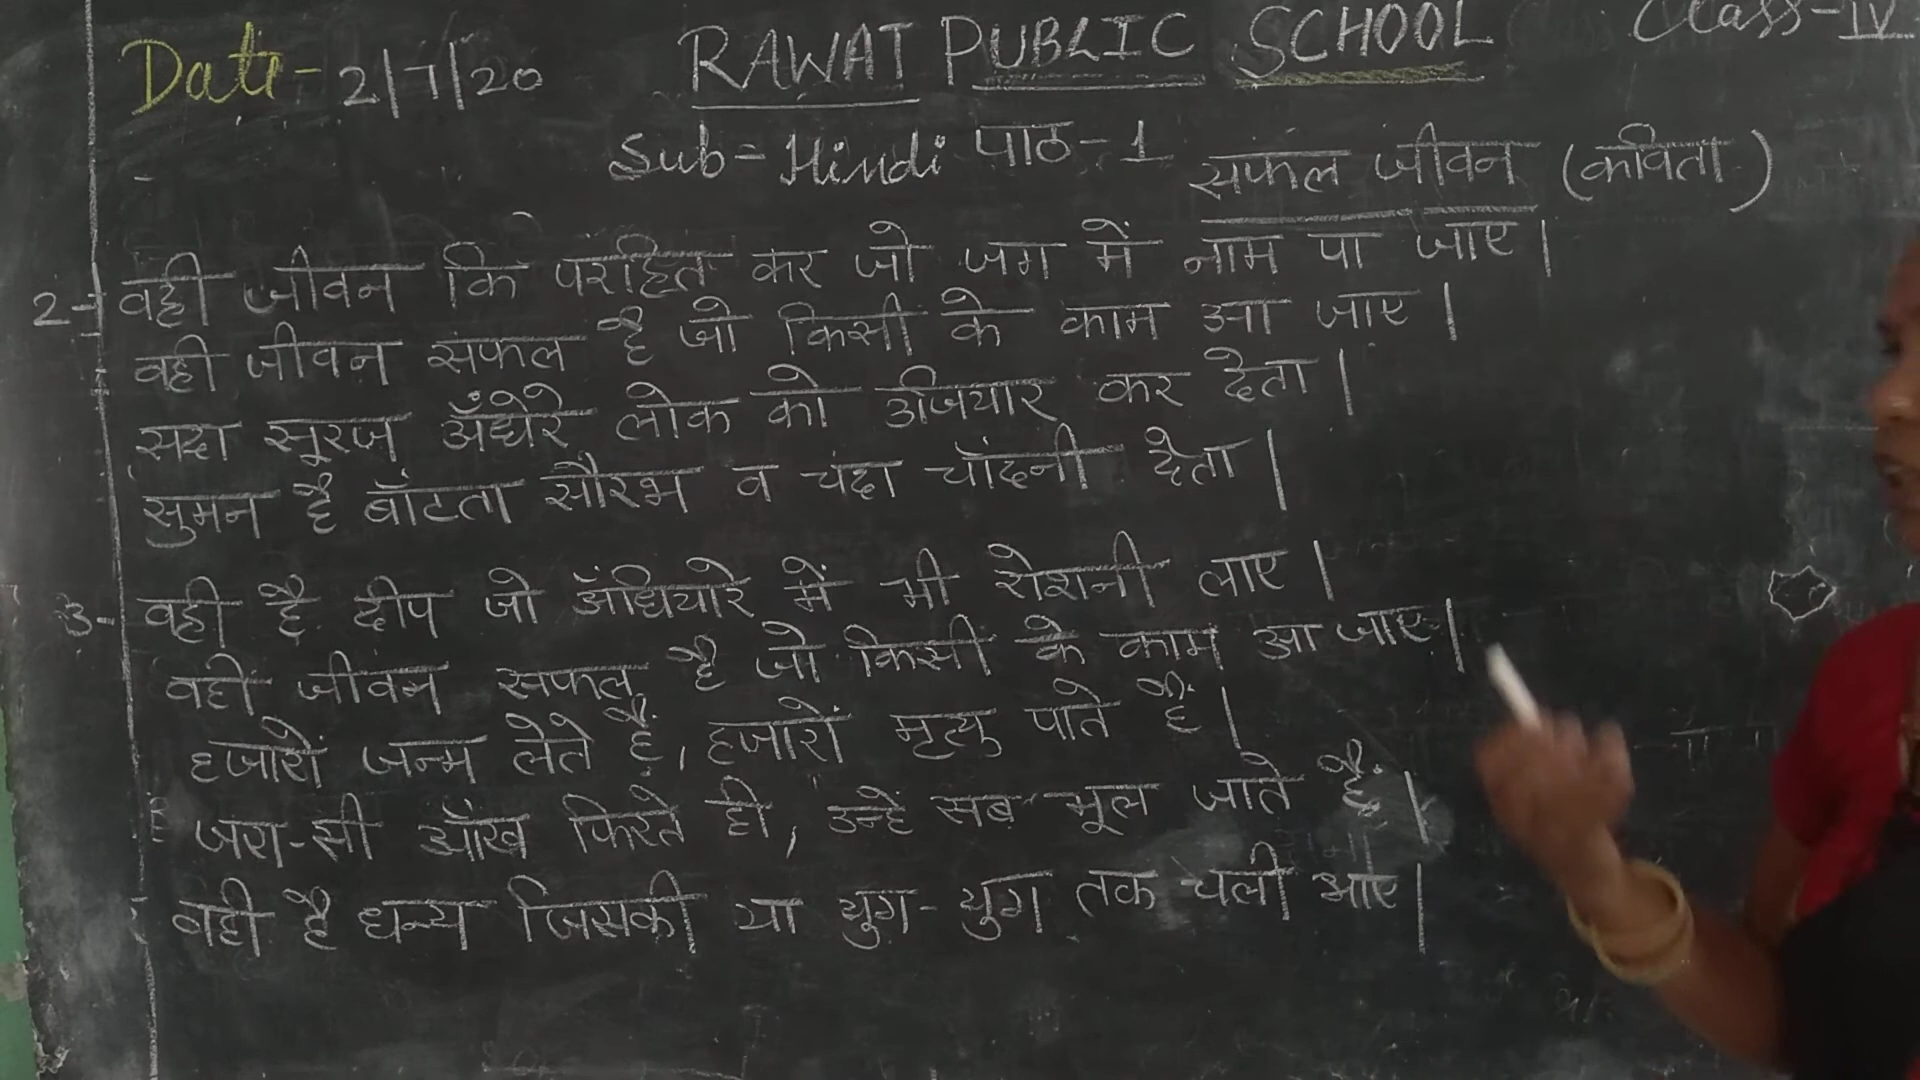 Date- 2/7/20 RAWAT PUBLIC SCHOOL Class-IV
Sub=Hindi पाठ-1 सफल जीवन (कविता)
2- वही जीवन कि परहित कर जो जग में नाम पा जाए।
वही जीवन सफल है जो किसी के काम आ जाए।
सदा सूरज अँधेरे लोक को उजियार कर देता।
सुमन है बाँटता सौरभ व चंदा चाँदनी देता।
3- वही है दीप जो अँधियारे में भी रोशनी लाए।
वही जीवन सफल है जो किसी के काम आ जाए।
हजारों जन्म लेते हैं, हजारों मृत्यु पाते हैं।
जरा-सी आँख फिरते ही, उन्हें सब भूल जाते हैं।
वही है धन्य जिसकी या युग-युग तक चली आए।